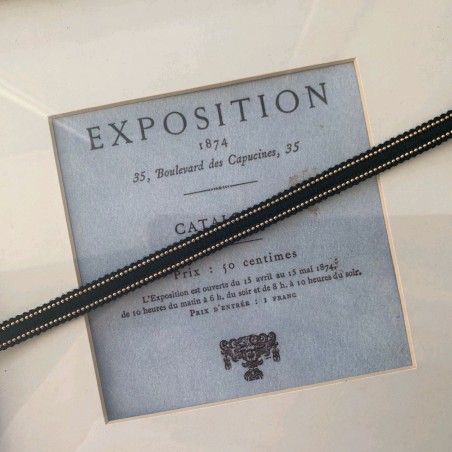 EXPOSITION
1874
35, Boulevard des Capucines, 35
Prix : 50 centimes
L'Exposition est ouverte du 15 avril au 15 mai 1874,
de 10 heures du matin à 6 h. du soir et de 8 h. à 10 heures du soir.
PRIX D'ENTRÉE : 1 FRANC